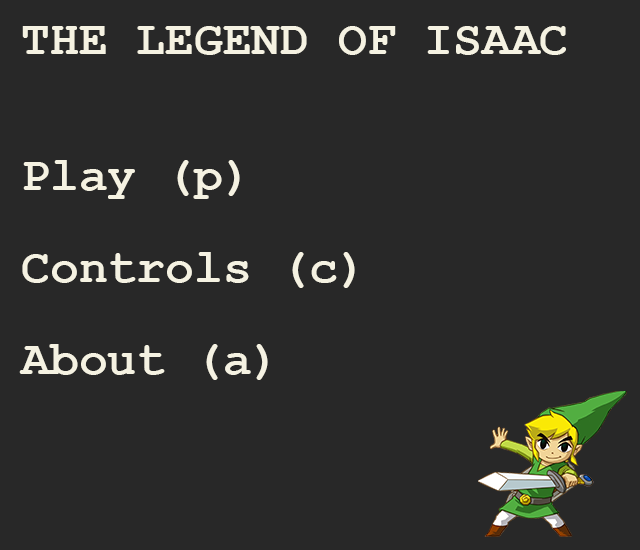 THE LEGEND OF ISAAC
Play (p)
Controls (c)
About (a)